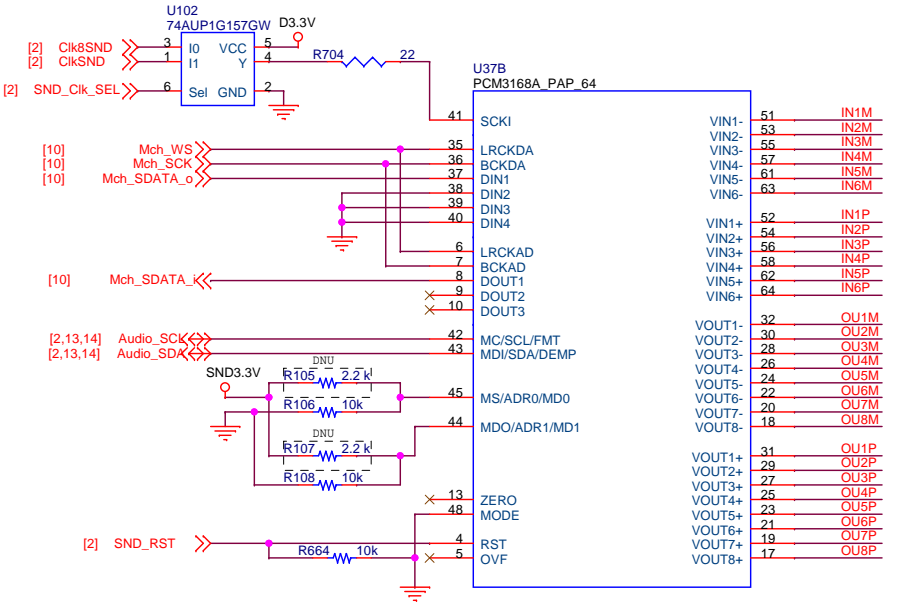 U102
74AUP1G157GW
D3.3V
[2] Clk8SND 3 I0 VCC 5
[2] ClkSND 1 I1 Y 4 R704 22
[2] SND_Clk_SEL 6 Sel GND 2
U37B
PCM3168A_PAP_64
41 SCKI VIN1- 51 IN1M
VIN2- 53 IN2M
[10] Mch_WS 35 LRCKDA VIN3- 55 IN3M
[10] Mch_SCK 36 BCKDA VIN4- 57 IN4M
[10] Mch_SDATA_o 37 DIN1 VIN5- 61 IN5M
38 DIN2 VIN6- 63 IN6M
39 DIN3
40 DIN4 VIN1+ 52 IN1P
VIN2+ 54 IN2P
6 LRCKAD VIN3+ 56 IN3P
7 BCKAD VIN4+ 58 IN4P
[10] Mch_SDATA_i 8 DOUT1 VIN5+ 62 IN5P
9 DOUT2 VIN6+ 64 IN6P
10 DOUT3
VOUT1- 32 OU1M
[2,13,14] Audio_SCL 42 MC/SCL/FMT VOUT2- 30 OU2M
[2,13,14] Audio_SDA 43 MDI/SDA/DEMP VOUT3- 28 OU3M
DNU
VOUT4- 26 OU4M
SND3.3V R105 2.2 k VOUT5- 24 OU5M
45 MS/ADR0/MD0 VOUT6- 22 OU6M
R106 10k VOUT7- 20 OU7M
44 MDO/ADR1/MD1 VOUT8- 18 OU8M
DNU
R107 2.2 k VOUT1+ 31 OU1P
VOUT2+ 29 OU2P
R108 10k VOUT3+ 27 OU3P
13 ZERO VOUT4+ 25 OU4P
48 MODE VOUT5+ 23 OU5P
VOUT6+ 21 OU6P
[2] SND_RST 4 RST VOUT7+ 19 OU7P
R664 10k 5 OVF VOUT8+ 17 OU8P